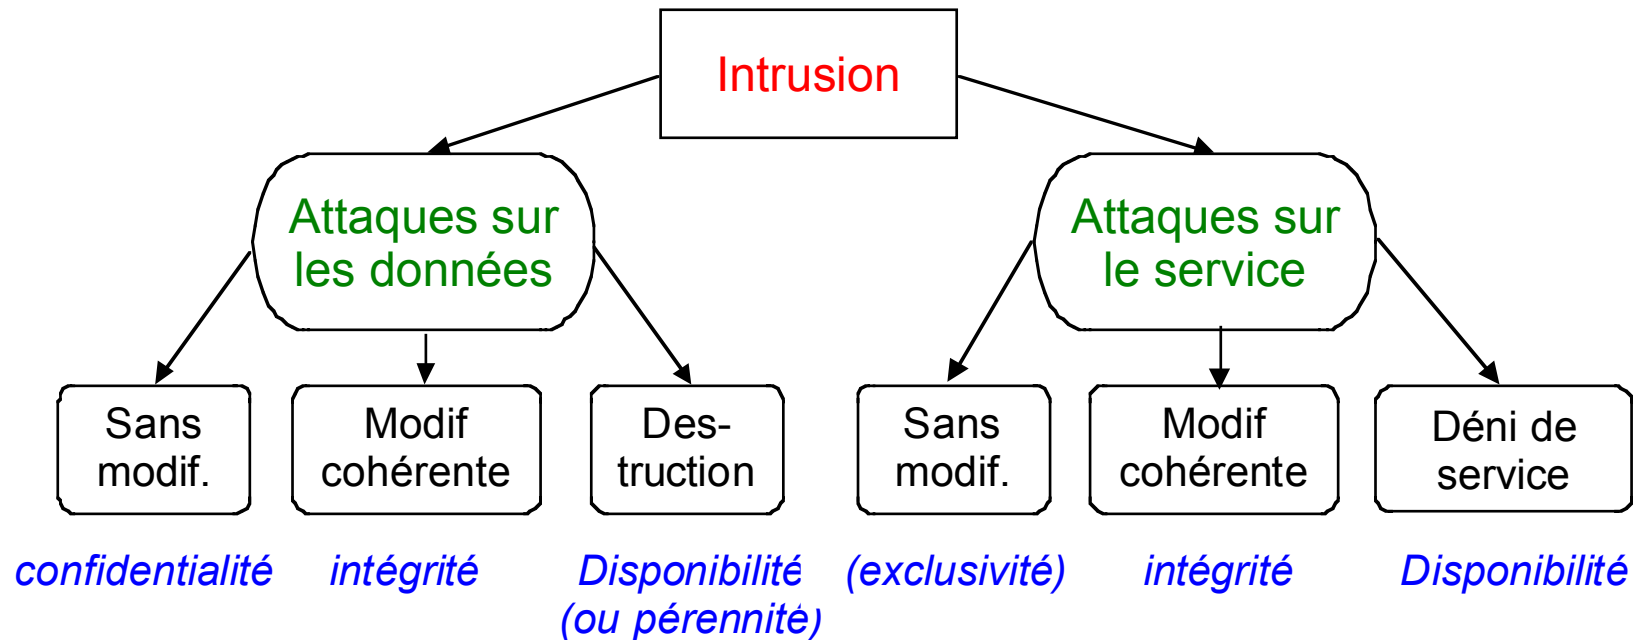 Intrusion
Attaques sur
les données
Attaques sur
le service
Sans
modif.
Modif
cohérente
Des-
truction
Sans
modif.
Modif
cohérente
Déni de
service
confidentialité
intégrité
Disponibilité
(ou pérennité)
(exclusivité)
intégrité
Disponibilité